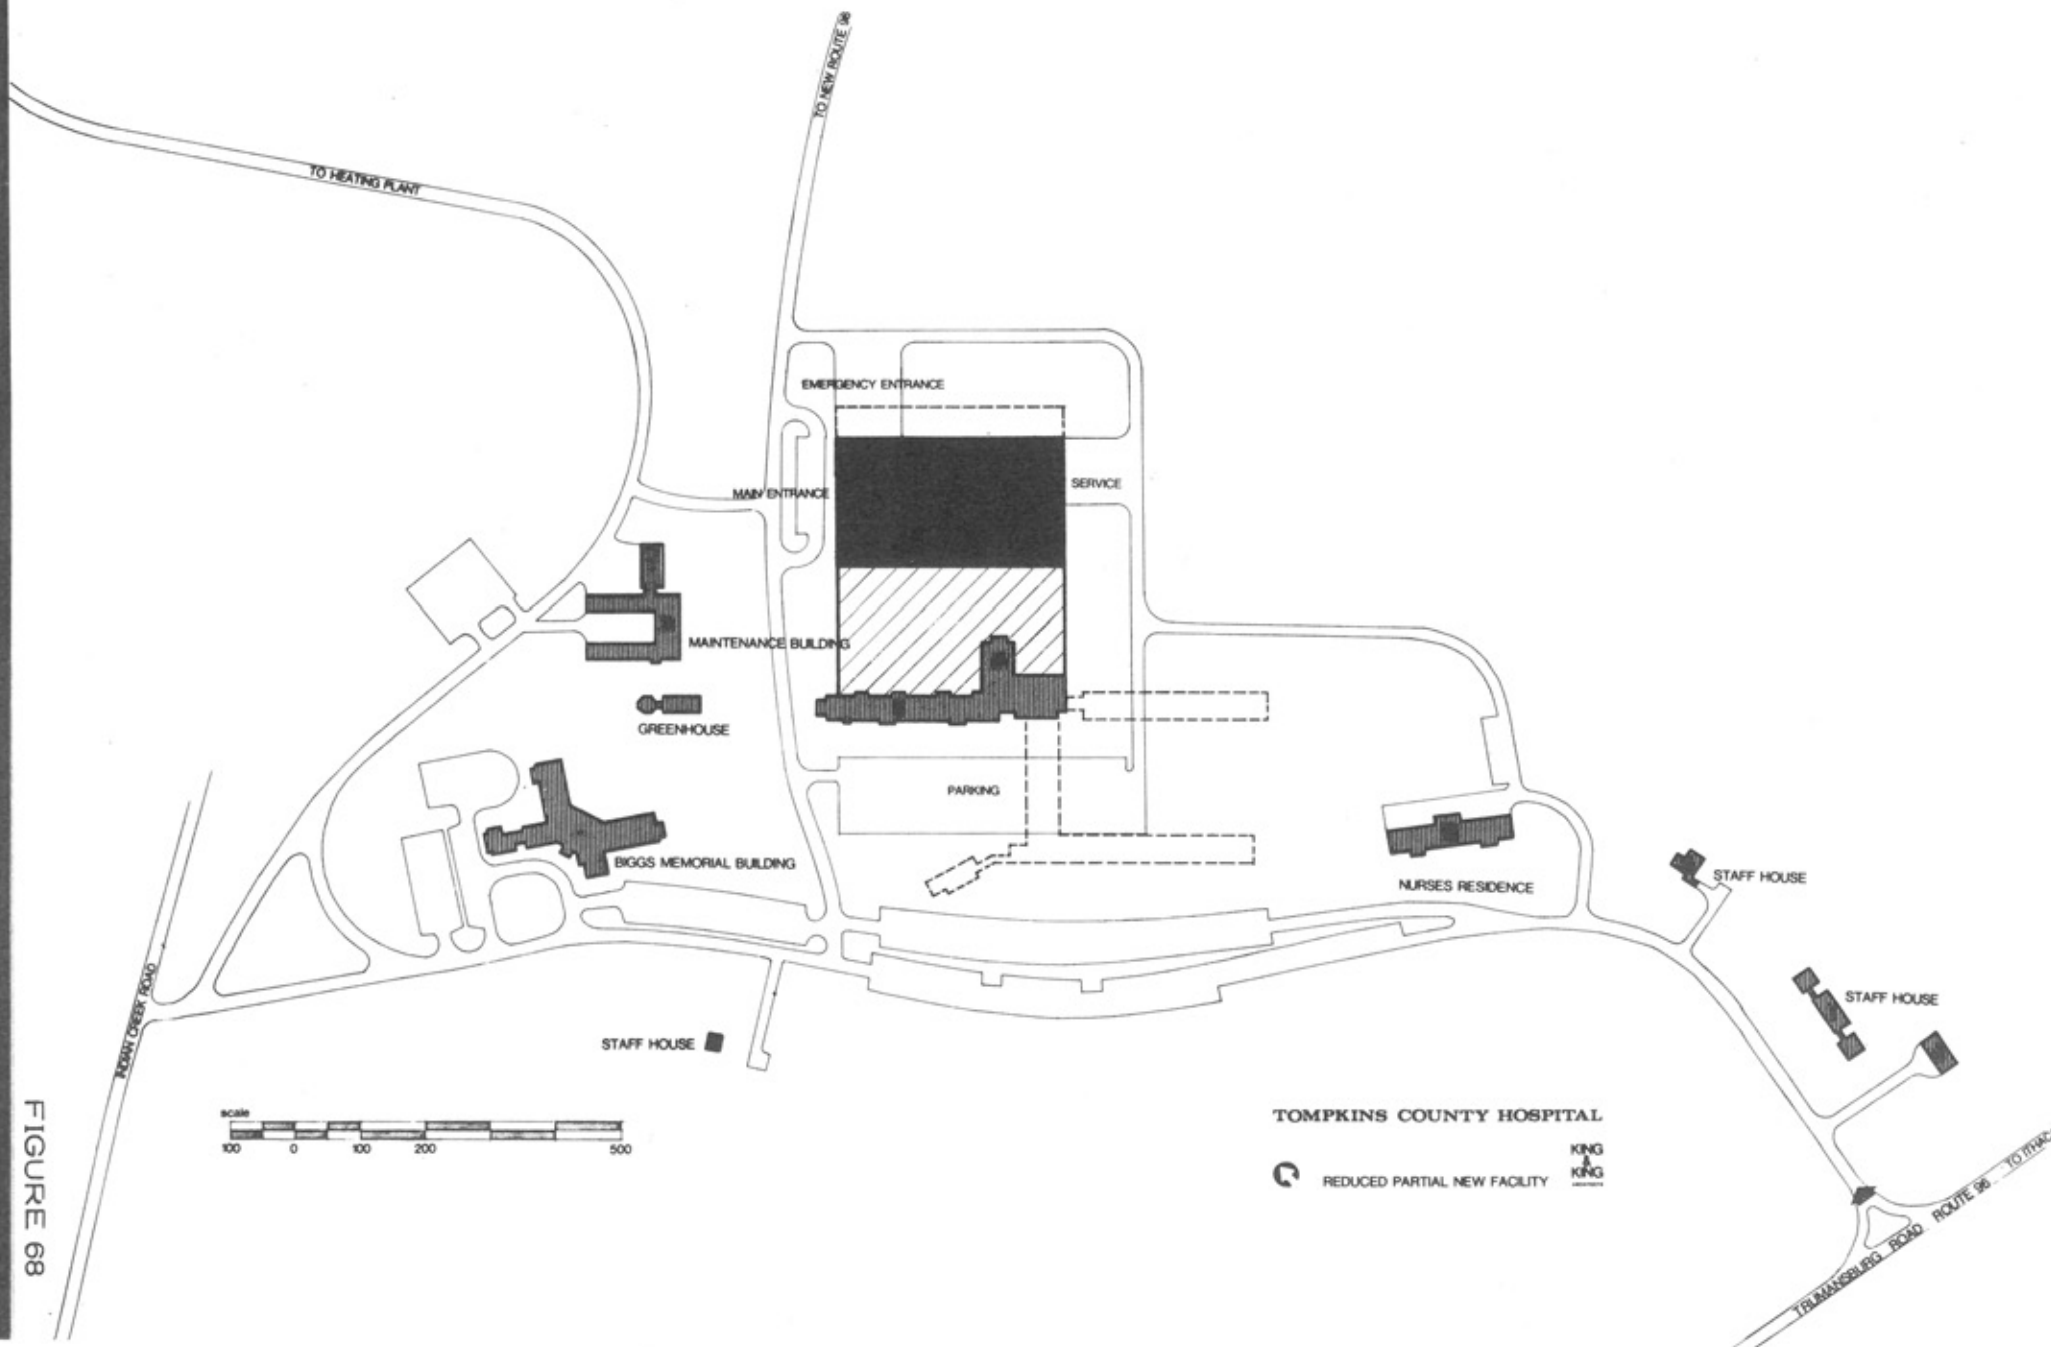 TO NEW ROUTE 96
TO HEATING PLANT
EMERGENCY ENTRANCE
MAIN ENTRANCE
SERVICE
MAINTENANCE BUILDING
GREENHOUSE
PARKING
BIGGS MEMORIAL BUILDING
NURSES RESIDENCE
STAFF HOUSE
STAFF HOUSE
INDIAN CREEK ROAD
STAFF HOUSE
scale
100 0 100 200 500
TOMPKINS COUNTY HOSPITAL
REDUCED PARTIAL NEW FACILITY
KING
&
KING
TO ITHAC
TRUMANSBURG ROAD ROUTE 96
FIGURE 68